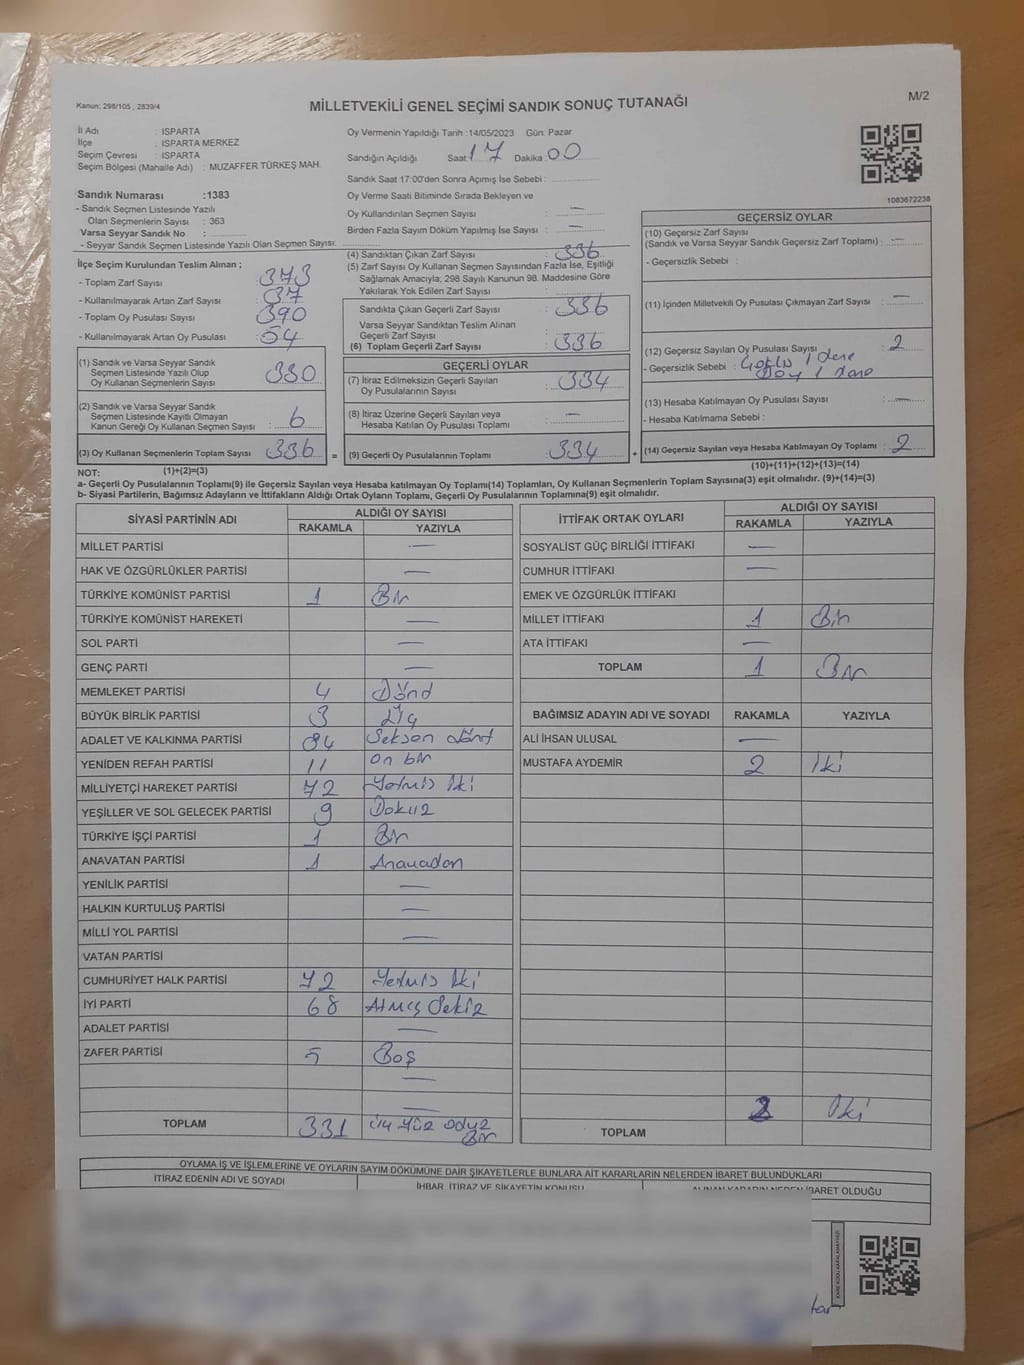 Kanun; 298/105 , 2839/4
MİLLETVEKİLİ GENEL SEÇİMİ SANDIK SONUÇ TUTANAĞI
M/2
İl Adı : ISPARTA
İlçe : ISPARTA MERKEZ
Seçim Çevresi : ISPARTA
Seçim Bölgesi (Mahalle Adı) : MUZAFFER TÜRKEŞ MAH.
Sandık Numarası :1383
- Sandık Seçmen Listesinde Yazılı
Olan Seçmenlerin Sayısı : 363
Varsa Seyyar Sandık No :
- Seyyar Sandık Seçmen Listesinde Yazılı Olan Seçmen Sayısı:
İlçe Seçim Kurulundan Teslim Alınan ;
- Toplam Zarf Sayısı : 373
- Kullanılmayarak Artan Zarf Sayısı : 37
- Toplam Oy Pusulası Sayısı : 390
- Kullanılmayarak Artan Oy Pusulası : 54
(1) Sandık ve Varsa Seyyar Sandık
Seçmen Listesinde Yazılı Olup
Oy Kullanan Seçmenlerin Sayısı : 330
(2) Sandık ve Varsa Seyyar Sandık
Seçmen Listesinde Kayıtlı Olmayan
Kanun Gereği Oy Kullanan Seçmen Sayısı : 6
(3) Oy Kullanan Seçmenlerin Toplam Sayısı 336 =
Oy Vermenin Yapıldığı Tarih :14/05/2023 Gün: Pazar
Sandığın Açıldığı Saat: 17 Dakika: 00
Sandık Saat 17:00'den Sonra Açımış İse Sebebi :
Oy Verme Saati Bitiminde Sırada Bekleyen ve
Oy Kullandırılan Seçmen Sayısı : —
Birden Fazla Sayım Döküm Yapılmış İse Sayısı : —
(4) Sandıktan Çıkan Zarf Sayısı : 336
(5) Zarf Sayısı Oy Kullanan Seçmen Sayısından Fazla İse, Eşitliği
Sağlamak Amacıyla; 298 Sayılı Kanunun 98. Maddesine Göre
Yakılarak Yok Edilen Zarf Sayısı :
Sandıkta Çıkan Geçerli Zarf Sayısı : 336
Varsa Seyyar Sandıktan Teslim Alınan
Geçerli Zarf Sayısı :
(6) Toplam Geçerli Zarf Sayısı : 336
GEÇERLİ OYLAR
(7) İtiraz Edilmeksizin Geçerli Sayılan
Oy Pusulasının Sayısı : 334
(8) İtiraz Üzerine Geçerli Sayılan veya
Hesaba Katılan Oy Pusulası Toplamı : —
(9) Geçerli Oy Pusulalarının Toplamı 334 +
1083672238
GEÇERSİZ OYLAR
(10) Geçersiz Zarf Sayısı
(Sandık ve Varsa Seyyar Sandık Geçersiz Zarf Toplamı) : —
- Geçersizlik Sebebi :
(11) İçinden Milletvekili Oy Pusulası Çıkmayan Zarf Sayısı : —
(12) Geçersiz Sayılan Oy Pusulası Sayısı : 2
- Geçersizlik Sebebi : 1 dene
1 dene
(13) Hesaba Katılmayan Oy Pusulası Sayısı : —
- Hesaba Katılmama Sebebi :
(14) Geçersiz Sayılan veya Hesaba Katılmayan Oy Toplamı : 2
NOT: (1)+(2)=(3)
(10)+(11)+(12)+(13)=(14)
a- Geçerli Oy Pusulalarının Toplamı(9) ile Geçersiz Sayılan veya Hesaba katılmayan Oy Toplamı(14) Toplamları, Oy Kullanan Seçmenlerin Toplam Sayısına(3) eşit olmalıdır. (9)+(14)=(3)
b- Siyasi Partilerin, Bağımsız Adayların ve İttifakların Aldığı Ortak Oyların Toplamı, Geçerli Oy Pusulalarının Toplamına(9) eşit olmalıdır.
SİYASİ PARTİNİN ADI ALDIĞI OY SAYISI
RAKAMLA YAZIYLA
MİLLET PARTİSİ —
HAK VE ÖZGÜRLÜKLER PARTİSİ —
TÜRKİYE KOMÜNİST PARTİSİ 1 Bir
TÜRKİYE KOMÜNİST HAREKETİ —
SOL PARTİ —
GENÇ PARTİ —
MEMLEKET PARTİSİ 4 Dönd
BÜYÜK BİRLİK PARTİSİ 3 Üç
ADALET VE KALKINMA PARTİSİ 84 Seksen dört
YENİDEN REFAH PARTİSİ 11 on bir
MİLLİYETÇİ HAREKET PARTİSİ 72 Yetmis iki
YEŞİLLER VE SOL GELECEK PARTİSİ 9 Dokuz
TÜRKİYE İŞÇİ PARTİSİ 1 Bir
ANAVATAN PARTİSİ 1 Anavadan
YENİLİK PARTİSİ —
HALKIN KURTULUŞ PARTİSİ —
MİLLİ YOL PARTİSİ —
VATAN PARTİSİ
CUMHURİYET HALK PARTİSİ 72 Yetmis iki
İYİ PARTİ 68 Atmış Sekiz
ADALET PARTİSİ —
ZAFER PARTİSİ 5 Boş
—
—
TOPLAM 331 üç yüz oduz
Bir
İTTİFAK ORTAK OYLARI ALDIĞI OY SAYISI
RAKAMLA YAZIYLA
SOSYALİST GÜÇ BİRLİĞİ İTTİFAKI —
CUMHUR İTTİFAKI —
EMEK VE ÖZGÜRLÜK İTTİFAKI
MİLLET İTTİFAKI 1 Bir
ATA İTTİFAKI —
TOPLAM 1 Bir
BAĞIMSIZ ADAYIN ADI VE SOYADI RAKAMLA YAZIYLA
ALİ İHSAN ULUSAL —
MUSTAFA AYDEMİR 2 İki
TOPLAM 2 İki
OYLAMA İŞ VE İŞLEMLERİNE VE OYLARIN SAYIM DÖKÜMÜNE DAİR ŞİKAYETLERLE BUNLARA AİT KARARLARIN NELERDEN İBARET BULUNDUKLARI
İTİRAZ EDENİN ADI VE SOYADI
İHBAR, İTİRAZ VE ŞİKAYETİN KONUSU
ALINAN KARARIN NEDEN İBARET OLDUĞU